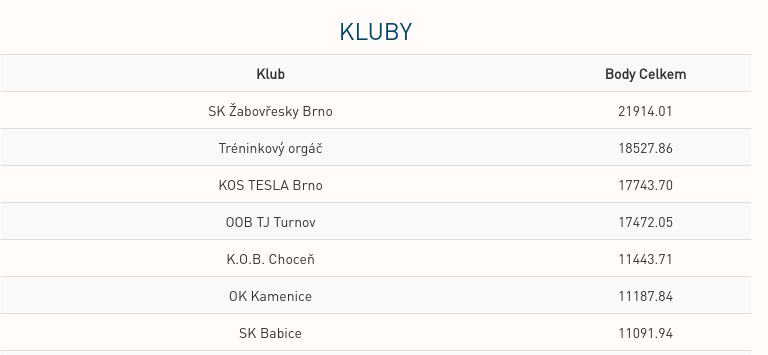 KLUBY
Klub Body Celkem
SK Žabovřesky Brno 21914.01
Tréninkový orgáč 18527.86
KOS TESLA Brno 17743.70
OOB TJ Turnov 17472.05
K.O.B. Choceň 11443.71
OK Kamenice 11187.84
SK Babice 11091.94